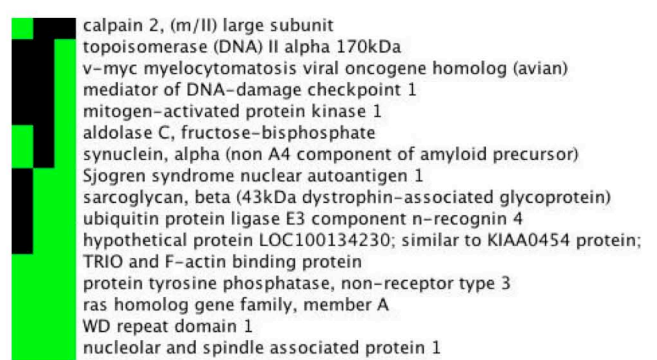 calpain 2, (m/II) large subunit
topoisomerase (DNA) II alpha 170kDa
v-myc myelocytomatosis viral oncogene homolog (avian)
mediator of DNA-damage checkpoint 1
mitogen-activated protein kinase 1
aldolase C, fructose-bisphosphate
synuclein, alpha (non A4 component of amyloid precursor)
Sjogren syndrome nuclear autoantigen 1
sarcoglycan, beta (43kDa dystrophin-associated glycoprotein)
ubiquitin protein ligase E3 component n-recognin 4
hypothetical protein LOC100134230; similar to KIAA0454 protein;
TRIO and F-actin binding protein
protein tyrosine phosphatase, non-receptor type 3
ras homolog gene family, member A
WD repeat domain 1
nucleolar and spindle associated protein 1